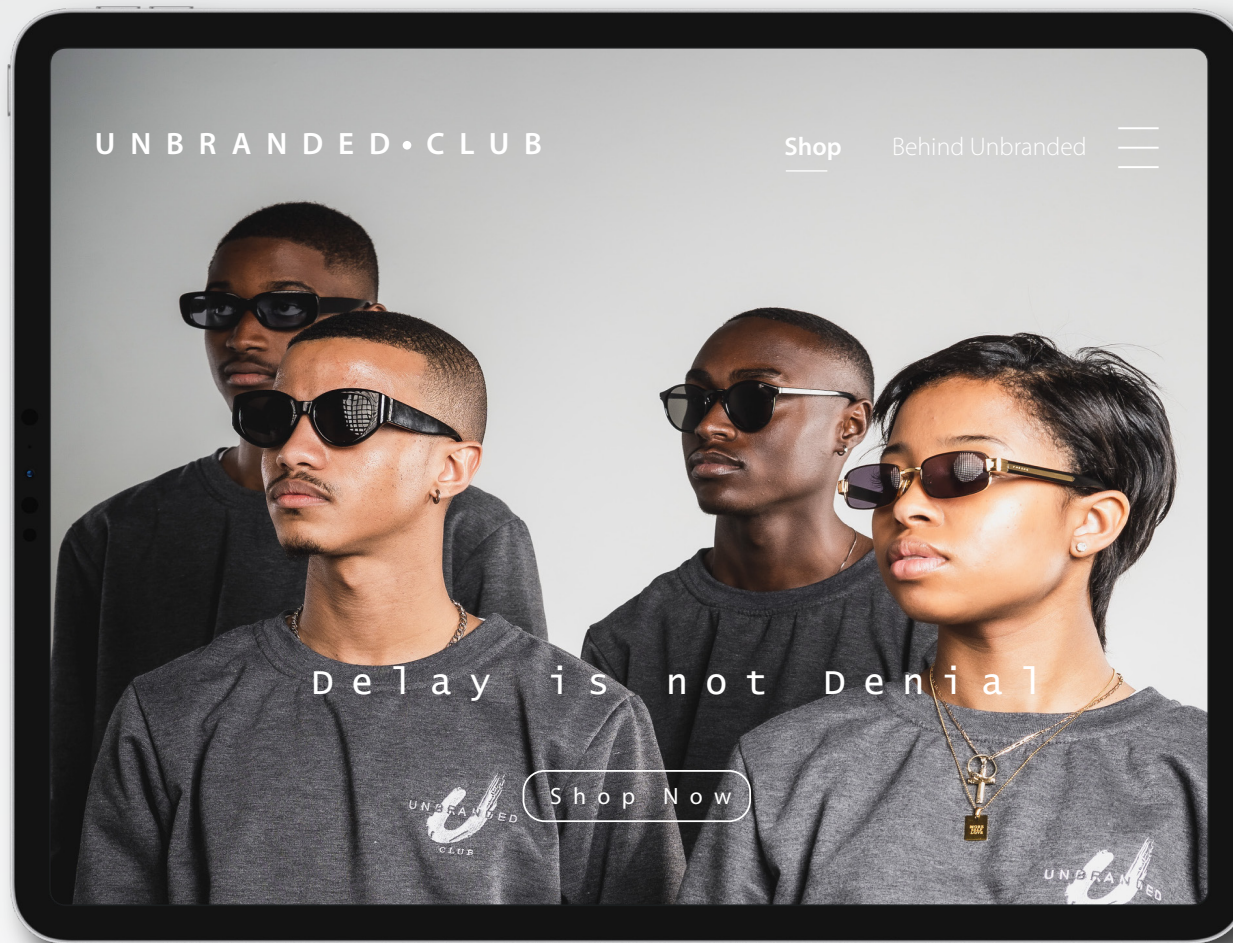 UNBRANDED•CLUB
Shop
Behind Unbranded
Delay is not Denial
Shop Now
UNBRANDED
CLUB
UNBRANDED